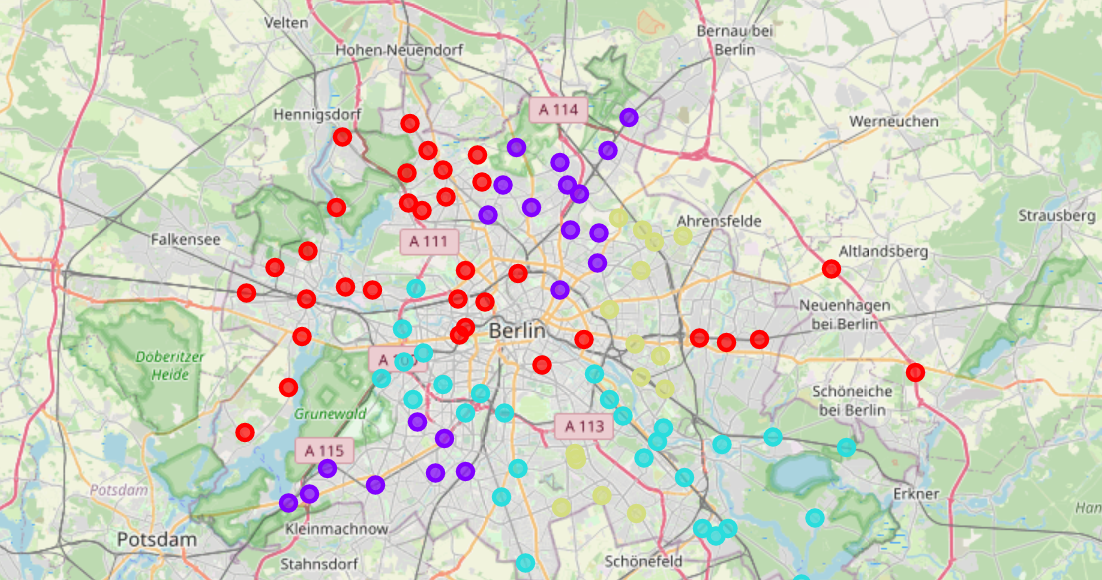 Velten
Bernau bei
Berlin
Hohen Neuendorf
Hennigsdorf
A 114
Werneuchen
Strausberg
Ahrensfelde
Falkensee
A 111
Altlandsberg
Neuenhagen
bei Berlin
Berlin
Döberitzer
Heide
Schöneiche
bei Berlin
Grunewald
A 113
A 115
Potsdam
Erkner
Kleinmachnow
Potsdam
Stahnsdorf
Schönefeld